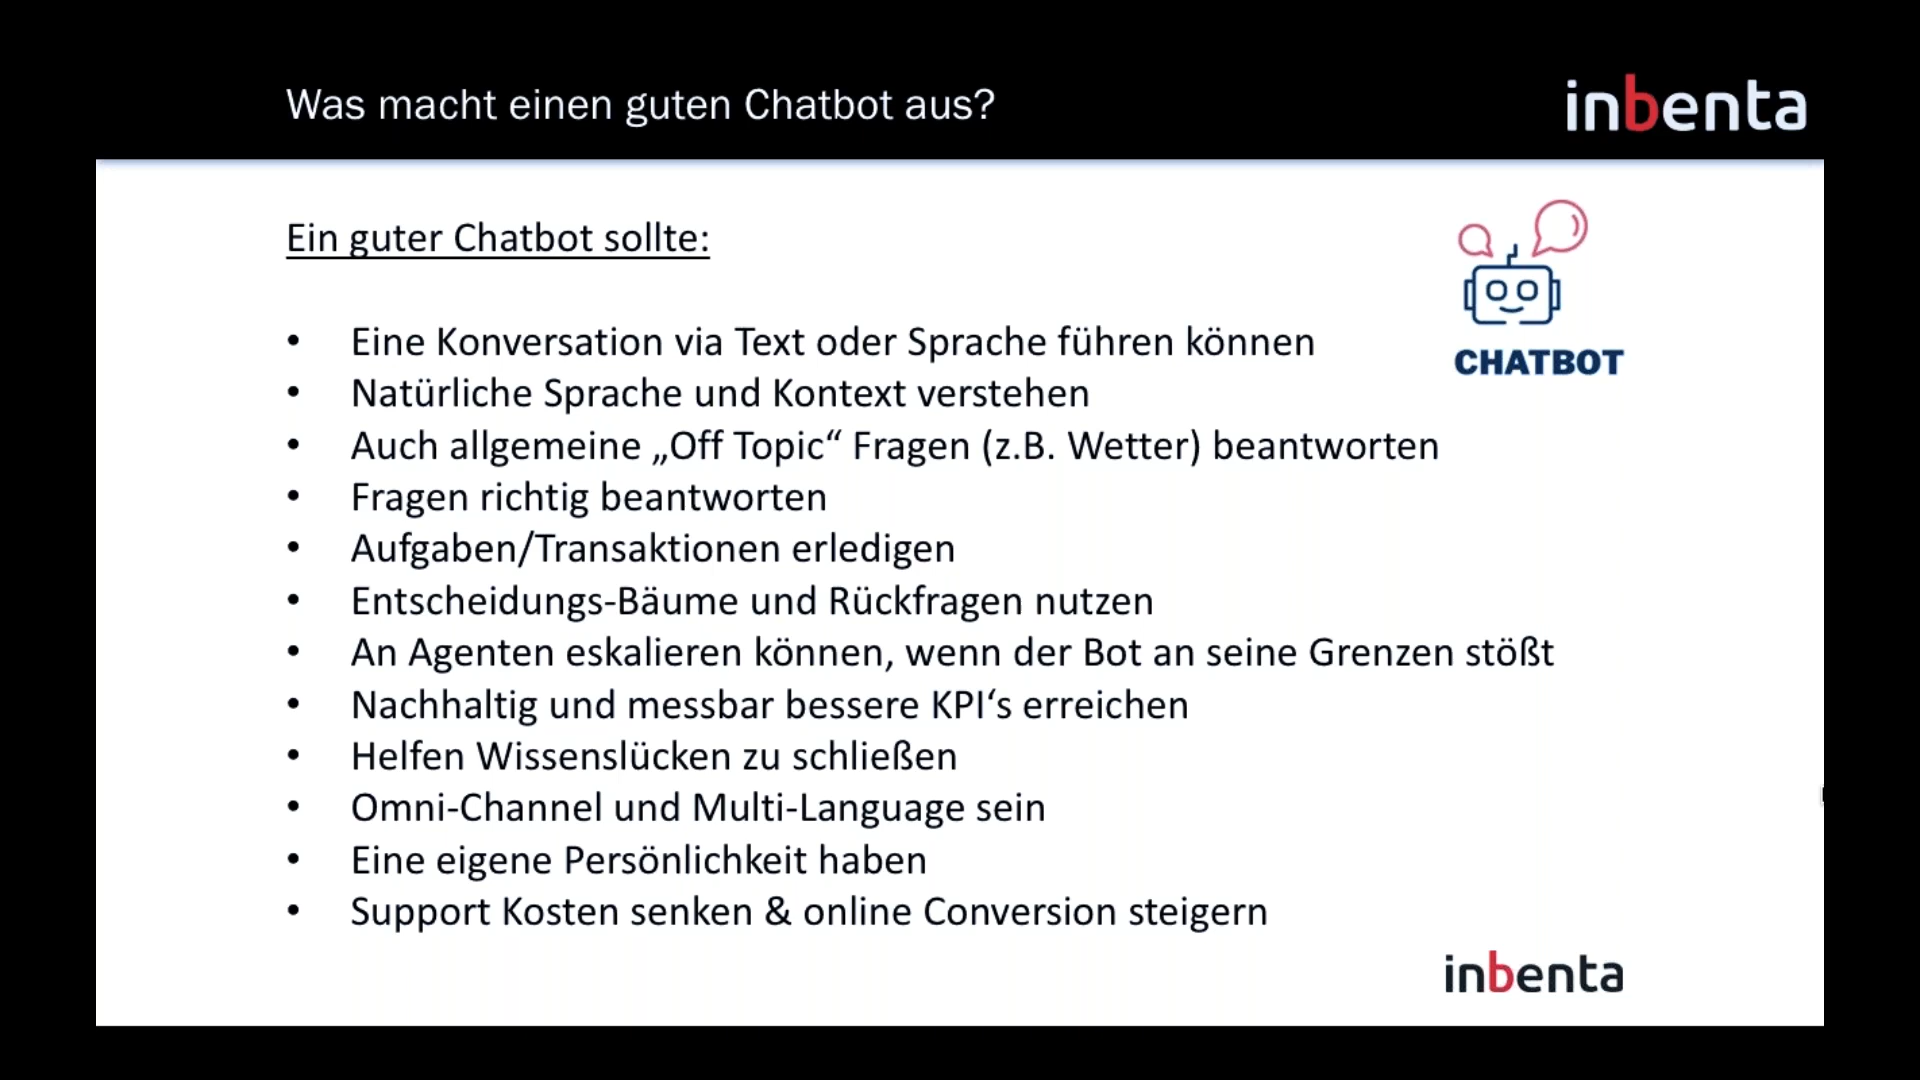 Was macht einen guten Chatbot aus?
inbenta
Ein guter Chatbot sollte:
CHATBOT
• Eine Konversation via Text oder Sprache führen können
• Natürliche Sprache und Kontext verstehen
• Auch allgemeine „Off Topic“ Fragen (z.B. Wetter) beantworten
• Fragen richtig beantworten
• Aufgaben/Transaktionen erledigen
• Entscheidungs-Bäume und Rückfragen nutzen
• An Agenten eskalieren können, wenn der Bot an seine Grenzen stößt
• Nachhaltig und messbar bessere KPI‘s erreichen
• Helfen Wissenslücken zu schließen
• Omni-Channel und Multi-Language sein
• Eine eigene Persönlichkeit haben
• Support Kosten senken & online Conversion steigern
inbenta